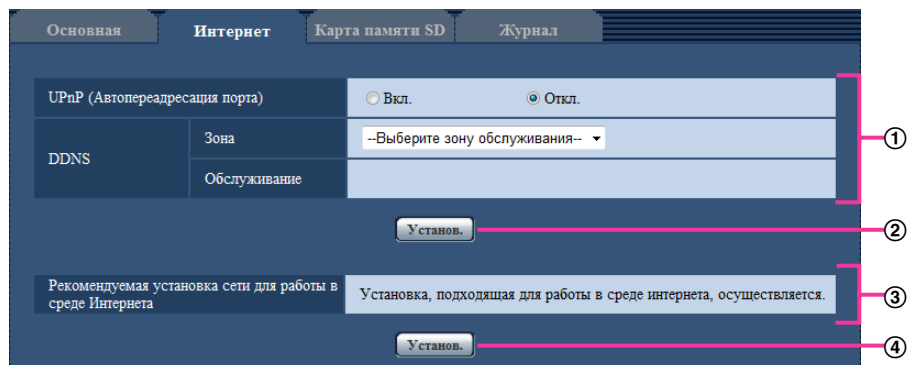 Основная Интернет Карта памяти SD Журнал
UPnP (Автопереадресация порта) Вкл. Откл.
DDNS
Зона --Выберите зону обслуживания--
Обслуживание
①
Установ. ②
Рекомендуемая установка сети для работы в
среде Интернета
Установка, подходящая для работы в среде интернета, осуществляется. ③
Установ. ④